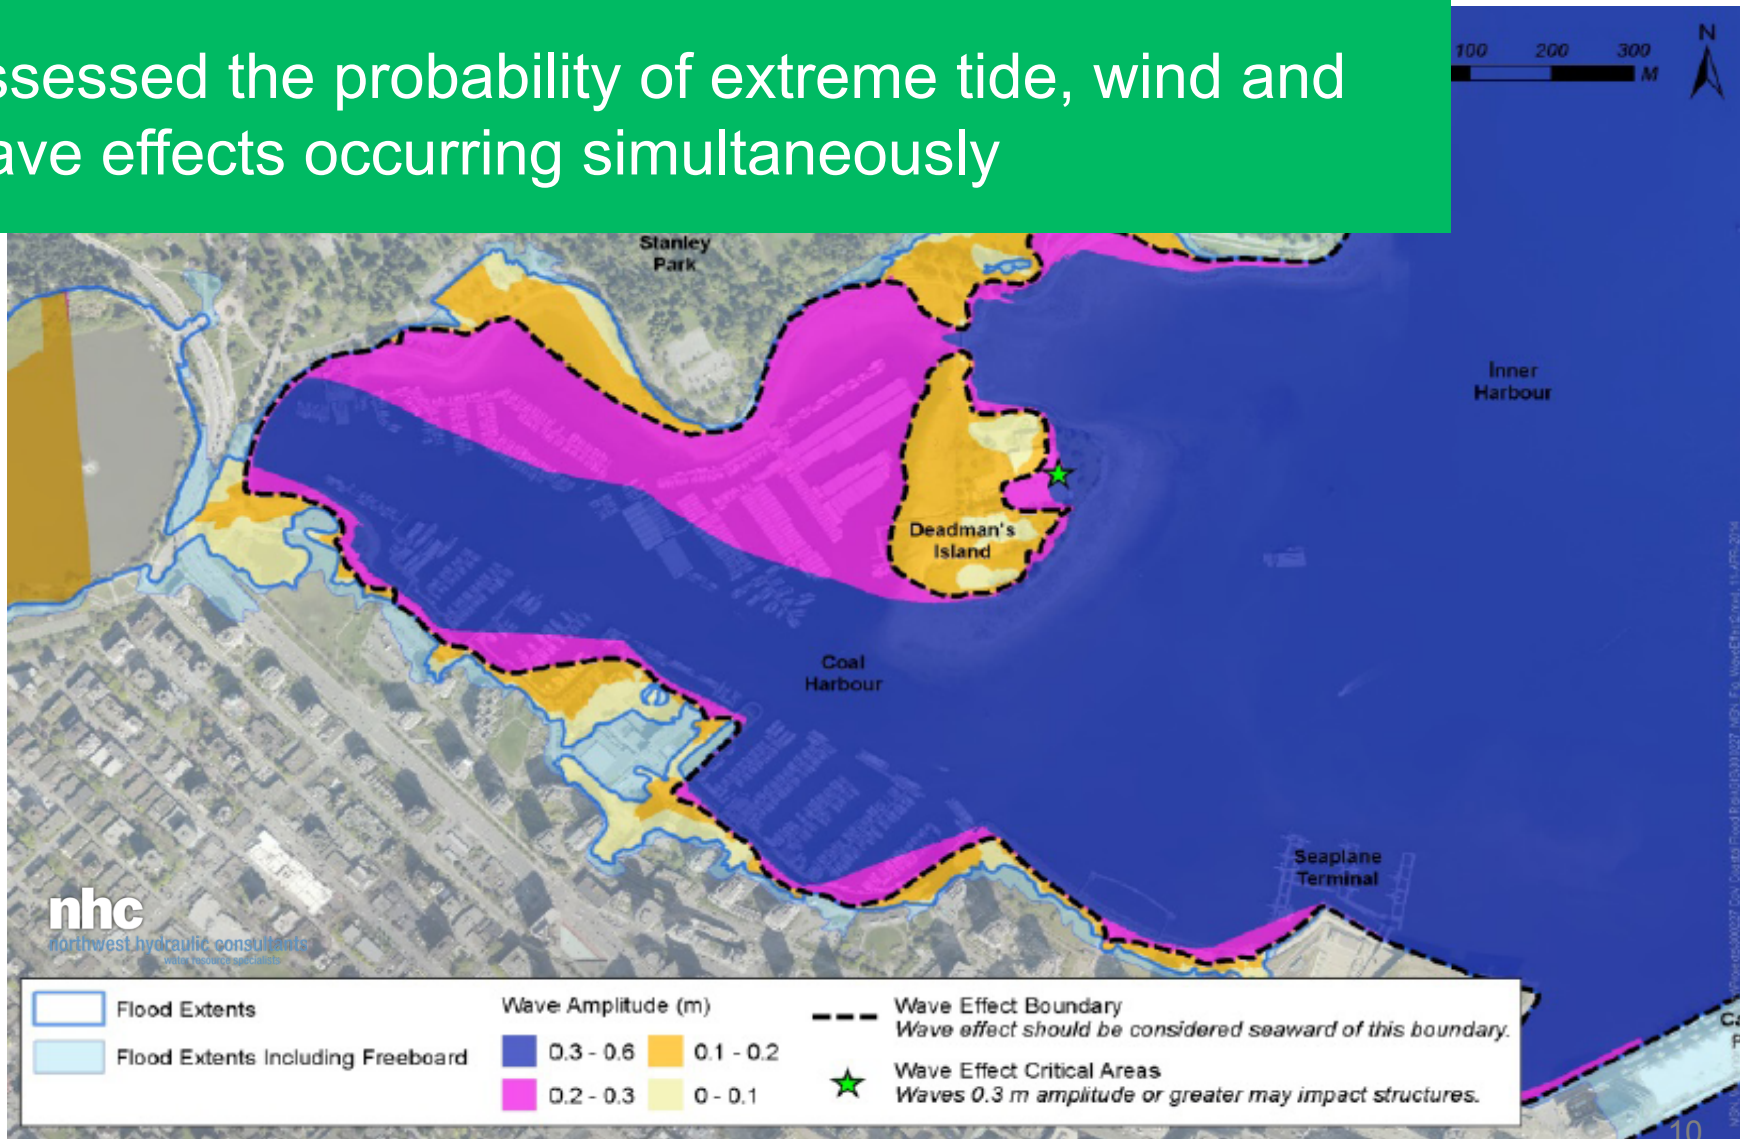 ssessed the probability of extreme tide, wind and
ave effects occurring simultaneously
100 200 300
M
N
Stanley
Park
Inner
Harbour
Deadman's
Island
Coal
Harbour
Seaplane
Terminal
Ca
P
nhc
northwest hydraulic consultants
water resource specialists
Flood Extents
Flood Extents Including Freeboard
Wave Amplitude (m)
0.3 - 0.6
0.1 - 0.2
0.2 - 0.3
0 - 0.1
Wave Effect Boundary
Wave effect should be considered seaward of this boundary.
Wave Effect Critical Areas
Waves 0.3 m amplitude or greater may impact structures.
10